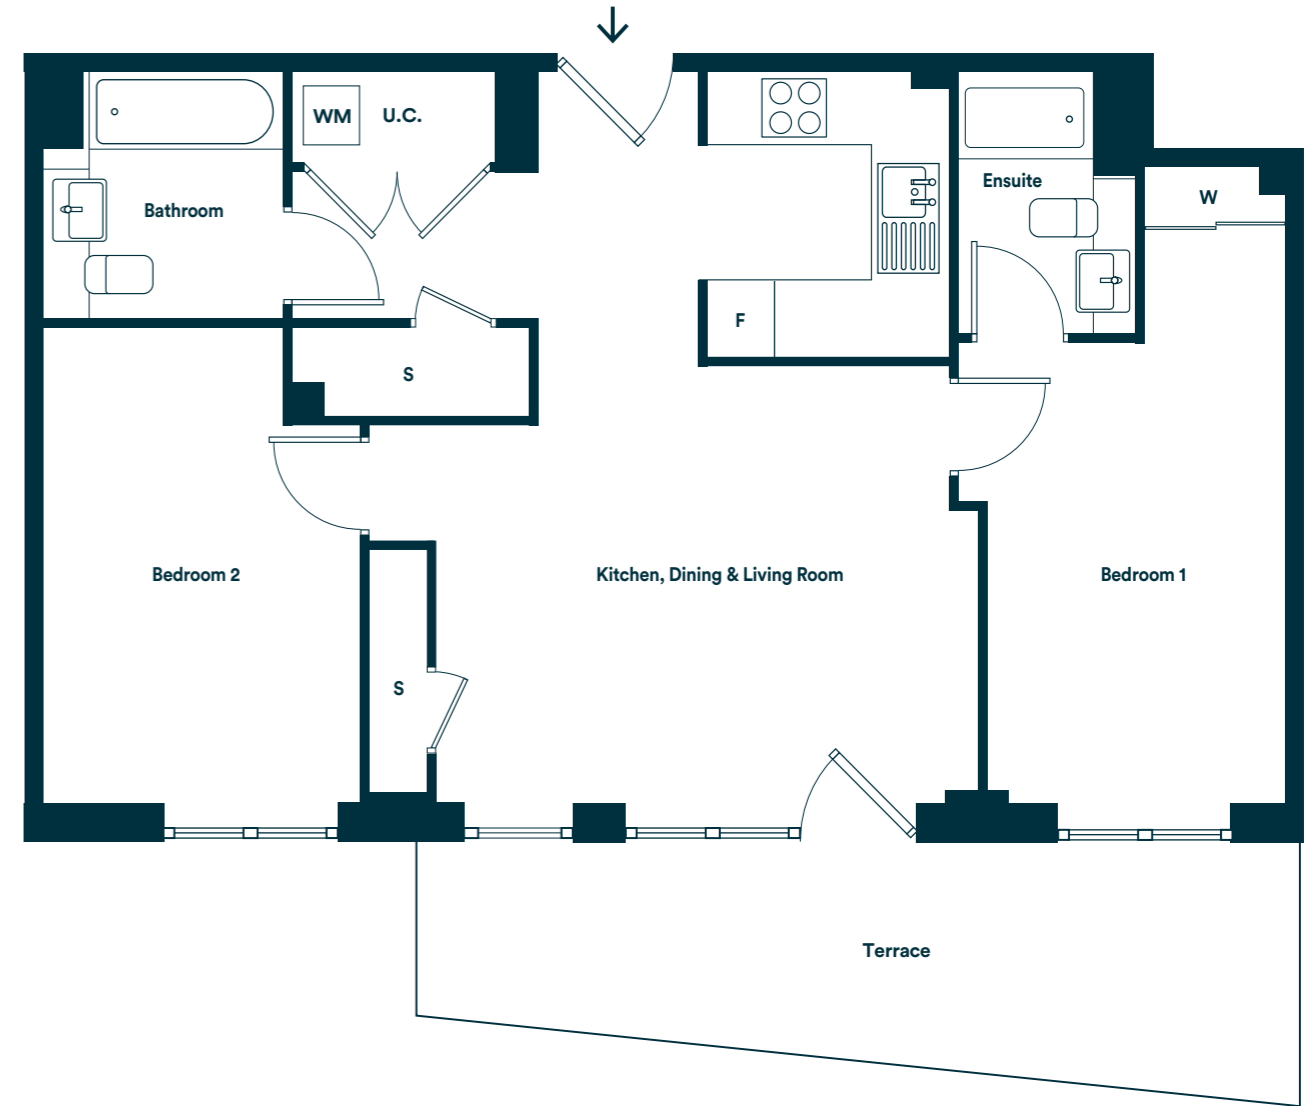 WM
U.C.
Ensuite
W
Bathroom
F
S
Bedroom 2
Kitchen, Dining & Living Room
Bedroom 1
S
Terrace